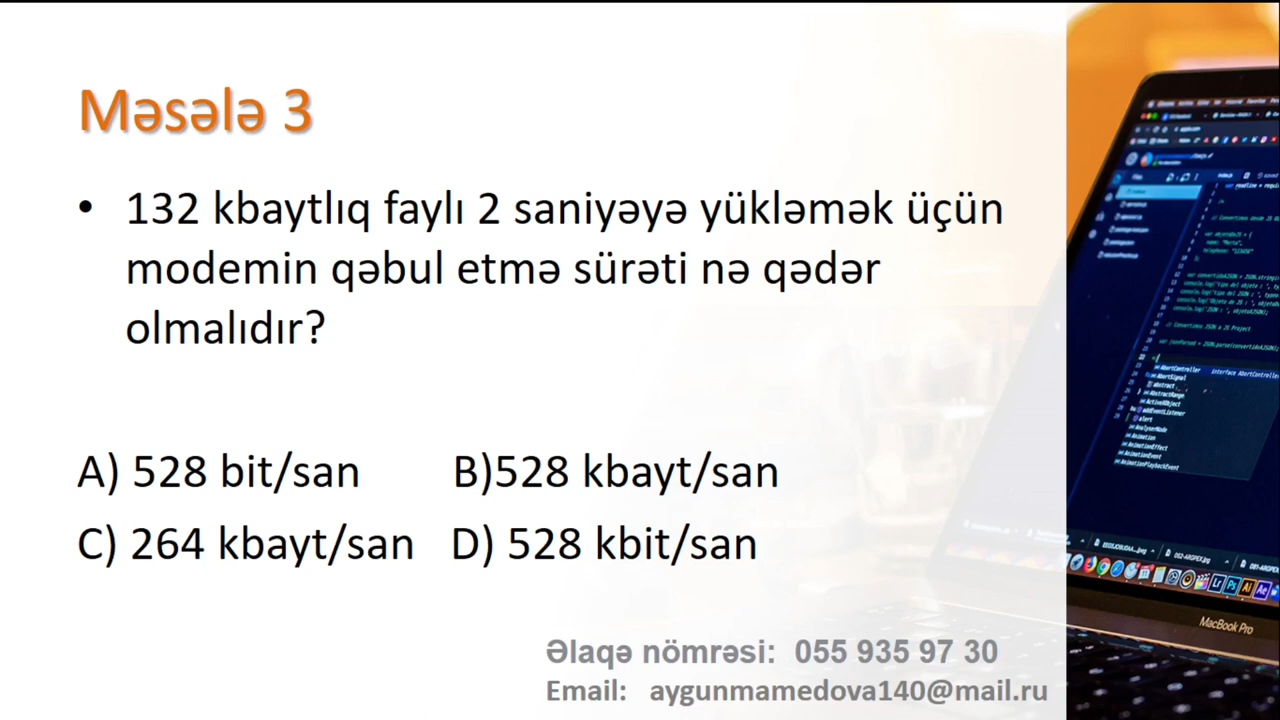 Məsələ 3
• 132 kbaytlıq faylı 2 saniyəyə yükləmək üçün
modemin qəbul etmə sürəti nə qədər
olmalıdır?
A) 528 bit/san B)528 kbayt/san
C) 264 kbayt/san D) 528 kbit/san
Əlaqə nömrəsi: 055 935 97 30
Email: aygunmamedova140@mail.ru
MacBook Pro